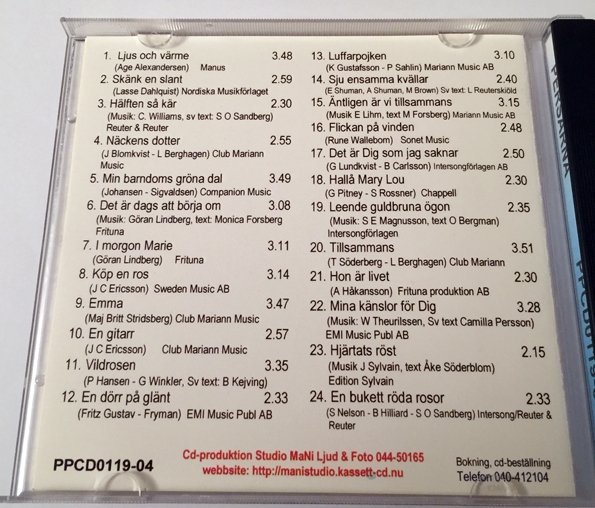 1. Ljus och värme 3.48
(Age Alexandersen) Manus
2. Skänk en slant 2.59
(Lasse Dahlquist) Nordiska Musikförlaget
3. Hälften så kär 2.30
(Musik: C. Williams, sv text: S O Sandberg)
Reuter & Reuter
4. Näckens dotter 2.55
(J Blomkvist - L Berghagen) Club Mariann
Music
5. Min barndoms gröna dal 3.49
(Johansen - Sigvaldsen) Companion Music
6. Det är dags att börja om 3.08
(Musik: Göran Lindberg, text: Monica Forsberg
Frituna
7. I morgon Marie 3.11
(Göran Lindberg) Frituna
8. Köp en ros 3.14
(J C Ericsson) Sweden Music AB
9. Emma 3.47
(Maj Britt Stridsberg) Club Mariann Music
10. En gitarr 2.57
(J C Ericsson) Club Mariann Music
11. Vildrosen 3.35
(P Hansen - G Winkler, Sv text: B Kejving)
12. En dörr på glänt 2.33
(Fritz Gustav - Fryman) EMI Music Publ AB
13. Luffarpojken 3.10
(K Gustafsson - P Sahlin) Mariann Music AB
14. Sju ensamma kvällar 2.40
(E Shuman, A Shuman, M Brown) Sv text: L Reuterskiöld
15. Äntligen är vi tillsammans 3.15
(Musik E Lihm, text M Forsberg) Mariann Music AB
16. Flickan på vinden 2.48
(Rune Wallebom) Sonet Music
17. Det är Dig som jag saknar 2.50
(G Lundkvist - B Carlsson) Intersongförlagen AB
18. Hallå Mary Lou 2.30
(G Pitney - S Rossner) Chappell
19. Leende guldbruna ögon 2.35
(Musik: S E Magnusson, text O Bergman)
Intersongförlagen
20. Tillsammans 3.51
(T Söderberg - L Berghagen) Club Mariann
21. Hon är livet 2.30
(A Håkansson) Frituna produktion AB
22. Mina känslor för Dig 3.28
(Musik: W Theurilssen, Sv text Camilla Persson)
EMI Music Publ AB
23. Hjärtats röst 2.15
(Musik J Sylvain, text Åke Söderblom)
Edition Sylvain
24. En bukett röda rosor 2.33
(S Nelson - B Hilliard - S O Sandberg) Intersong/Reuter &
Reuter
PPCD0119-04
Cd-produktion Studio MaNi Ljud & Foto 044-50165
webbsite: http://manistudio.kassett-cd.nu
Bokning, cd-beställning
Telefon 040-412104